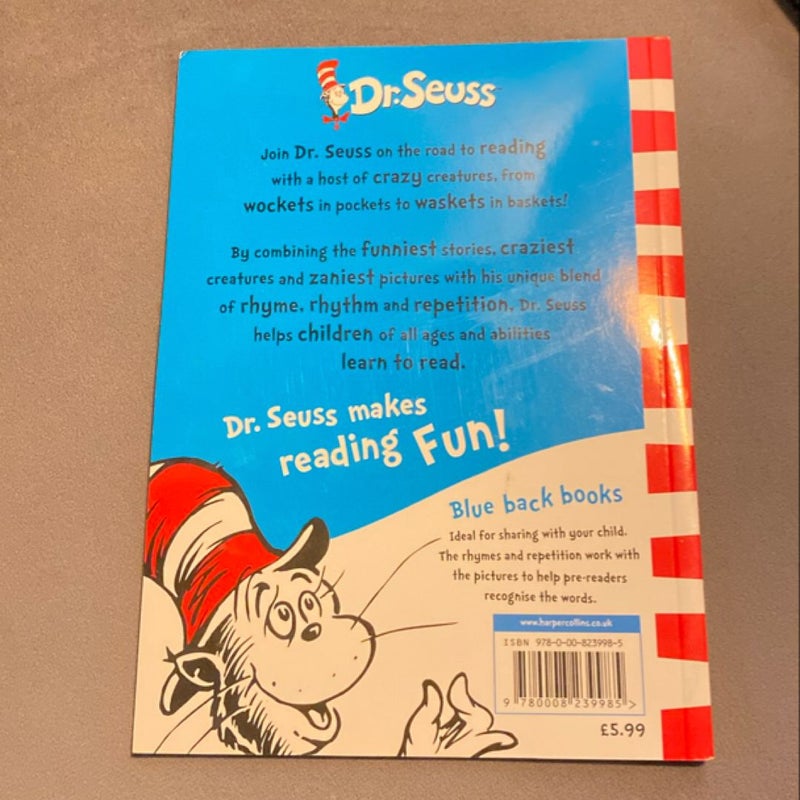 Dr. Seuss
Join Dr. Seuss on the road to reading
with a host of crazy creatures, from
wockets in pockets to waskets in baskets!
By combining the funniest stories, craziest
creatures and zaniest pictures with his unique blend
of rhyme, rhythm and repetition, Dr. Seuss
helps children of all ages and abilities
learn to read.
Dr. Seuss makes
reading Fun!
Blue back books
Ideal for sharing with your child.
The rhymes and repetition work with
the pictures to help pre-readers
recognise the words.
www.harpercollins.co.uk
ISBN 978-0-00-823998-5
9 780008 239985 >
£5.99